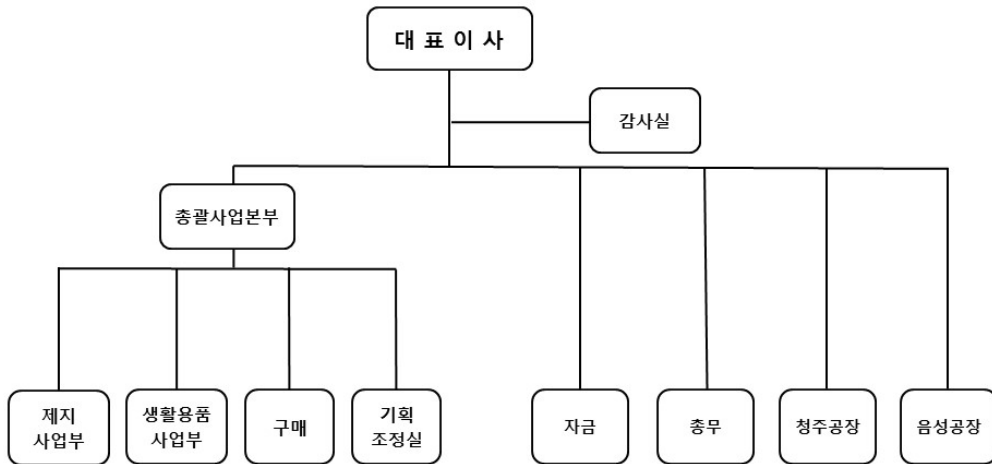 대 표 이 사
감사실
총괄사업본부
제지
사업부
생활용품
사업부
구매
기획
조정실
자금
총무
청주공장
음성공장